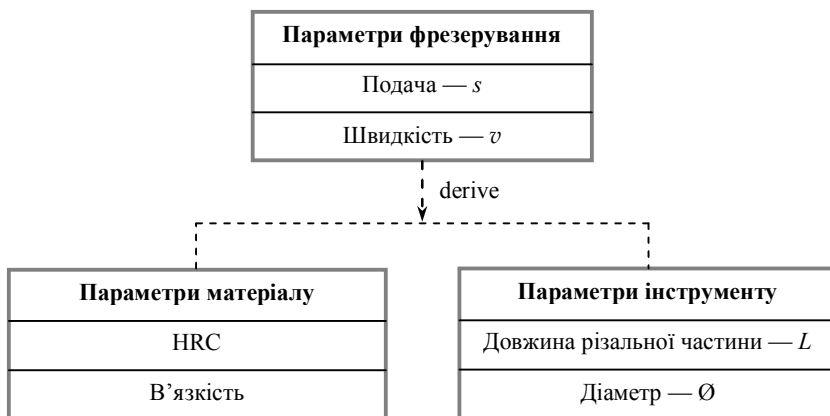 Параметри фрезерування
Подача — s
Швидкість — v
derive
Параметри матеріалу
HRC
В’язкість
Параметри інструменту
Довжина різальної частини — L
Діаметр — Ø